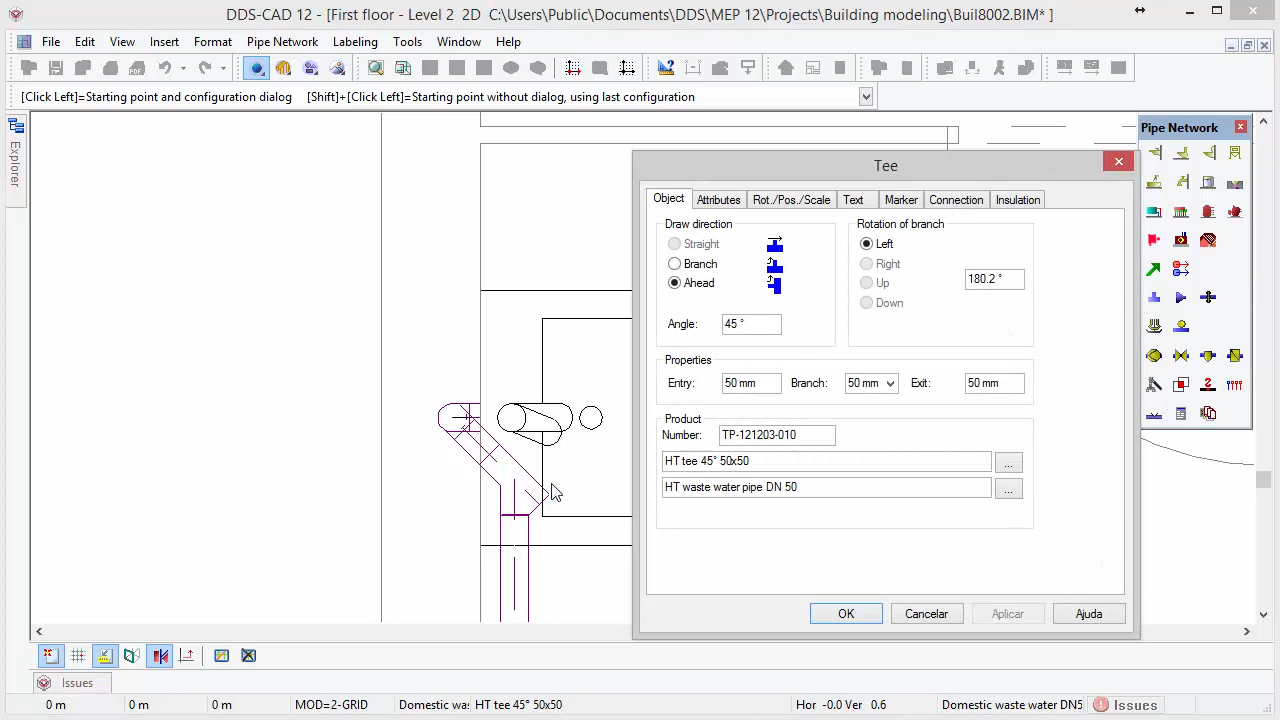 DDS-CAD 12 - [First floor - Level 2 2D C:\Users\Public\Documents\DDS\MEP 12\Projects\Building modeling\Buil8002.BIM* ]
File Edit View Insert Format Pipe Network Labeling Tools Window Help
[Click Left]=Starting point and configuration dialog [Shift]+[Click Left]=Starting point without dialog, using last configuration
Explorer
Pipe Network
Tee
Object Attributes Rot./Pos./Scale Text Marker Connection Insulation
Draw direction
Straight
Branch
Ahead
Angle: 45 °
Rotation of branch
Left
Right
Up
Down
180.2 °
Properties
Entry: 50 mm Branch: 50 mm Exit: 50 mm
Product
Number: TP-121203-010
HT tee 45° 50x50 ...
HT waste water pipe DN 50 ...
OK Cancelar Aplicar Ajuda
Issues
0 m 0 m 0 m MOD=2-GRID Domestic wa: HT tee 45° 50x50 Hor -0.0 Ver 0.6 Domestic waste water DN5 Issues